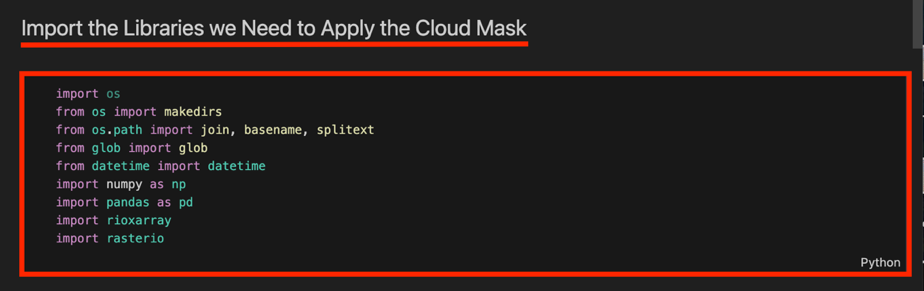 Import the Libraries we Need to Apply the Cloud Mask
import os
from os import makedirs
from os.path import join, basename, splitext
from glob import glob
from datetime import datetime
import numpy as np
import pandas as pd
import rioxarray
import rasterio
Python